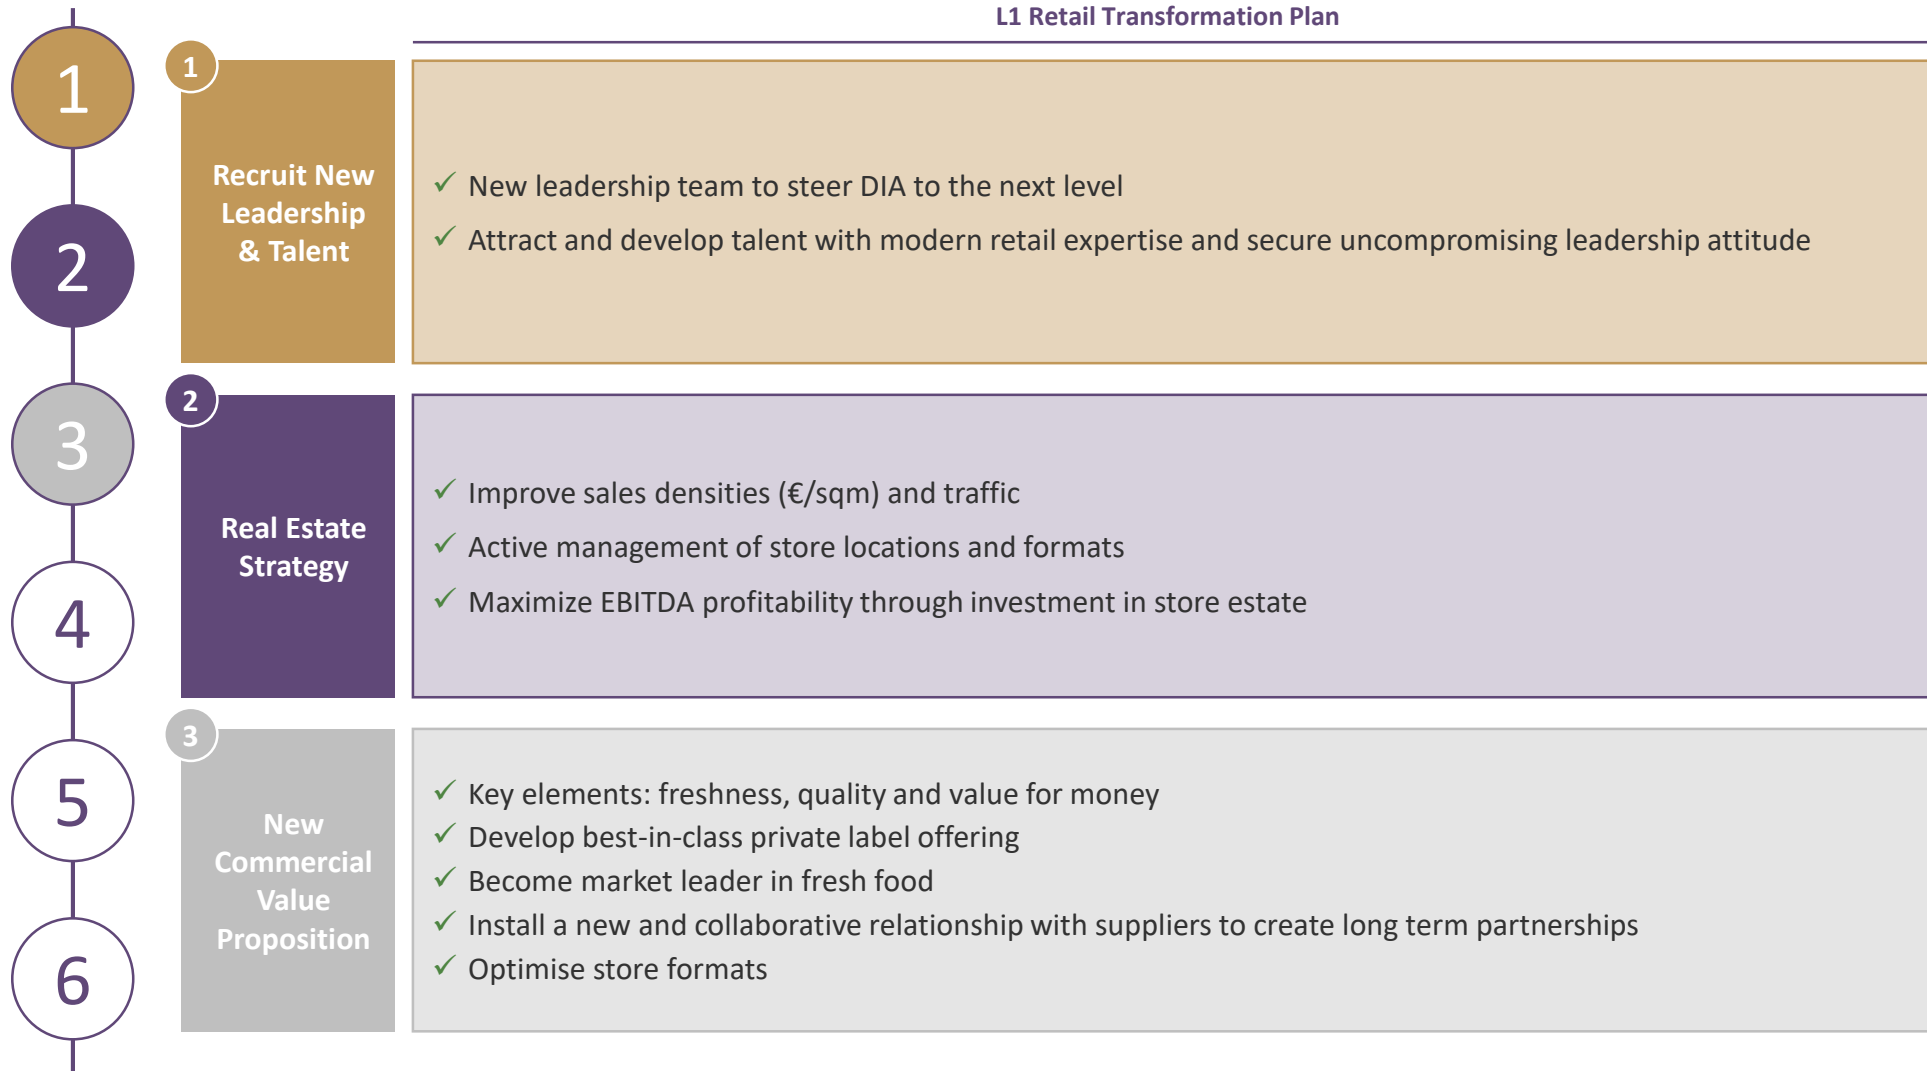 L1 Retail Transformation Plan
1
2
3
4
5
6
1
Recruit New
Leadership
& Talent
✓ New leadership team to steer DIA to the next level
✓ Attract and develop talent with modern retail expertise and secure uncompromising leadership attitude
2
Real Estate
Strategy
✓ Improve sales densities (€/sqm) and traffic
✓ Active management of store locations and formats
✓ Maximize EBITDA profitability through investment in store estate
3
New
Commercial
Value
Proposition
✓ Key elements: freshness, quality and value for money
✓ Develop best-in-class private label offering
✓ Become market leader in fresh food
✓ Install a new and collaborative relationship with suppliers to create long term partnerships
✓ Optimise store formats